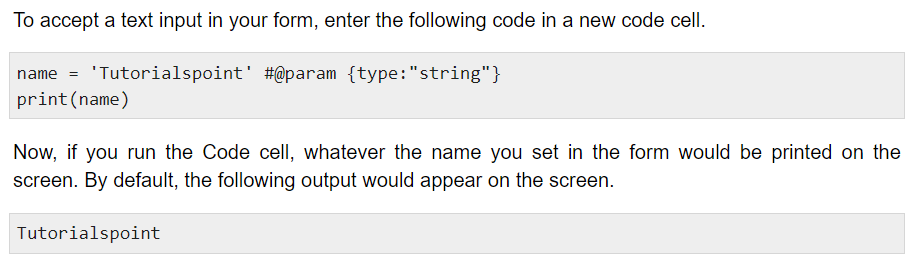 To accept a text input in your form, enter the following code in a new code cell.
name = 'Tutorialspoint' #@param {type:"string"}
print(name)
Now, if you run the Code cell, whatever the name you set in the form would be printed on the
screen. By default, the following output would appear on the screen.
Tutorialspoint